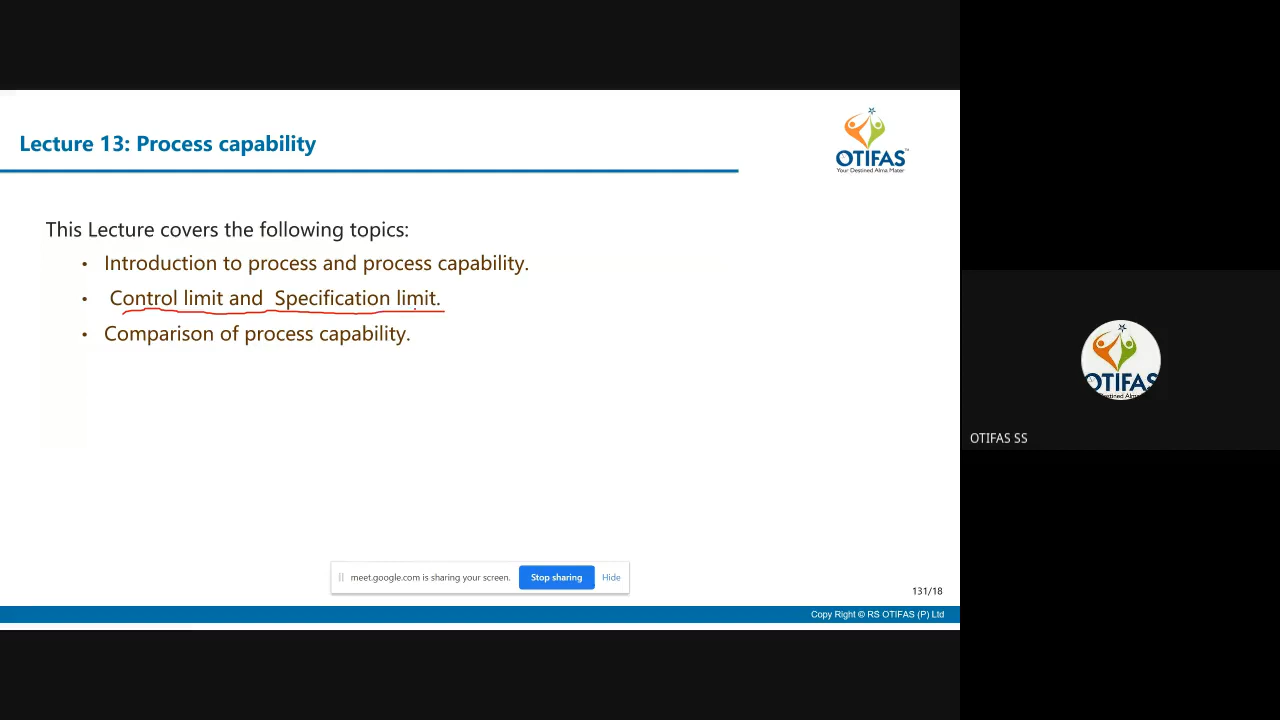 Lecture 13: Process capability
OTIFAS™
Your Destined Alma Mater
This Lecture covers the following topics:
• Introduction to process and process capability.
• Control limit and Specification limit.
• Comparison of process capability.
OTIFAS
OTIFAS SS
meet.google.com is sharing your screen. Stop sharing Hide
131/18
Copy Right © RS OTIFAS (P) Ltd